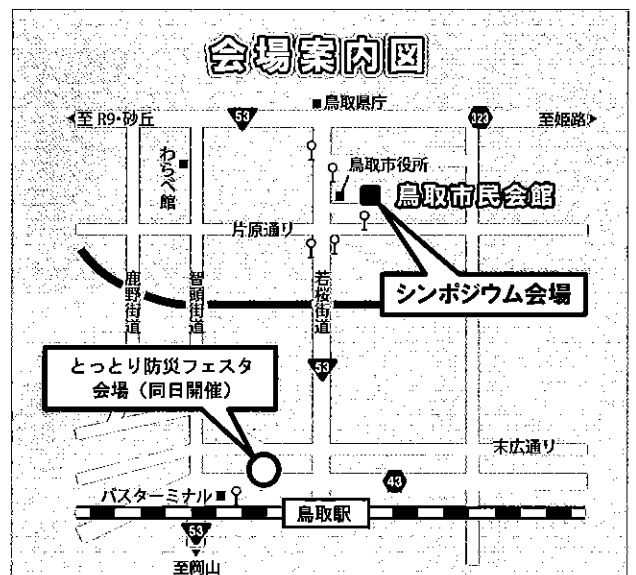 会場案内図
■鳥取県庁
◀至 R9・砂丘
53
323
至姫路▶
わらべ館
鳥取市役所
鳥取市民会館
片原通り
シンポジウム会場
鹿野街道
智頭街道
若桜街道
とっとり防災フェスタ
会場（同日開催）
53
末広通り
43
バスターミナル
鳥取駅
53
至岡山